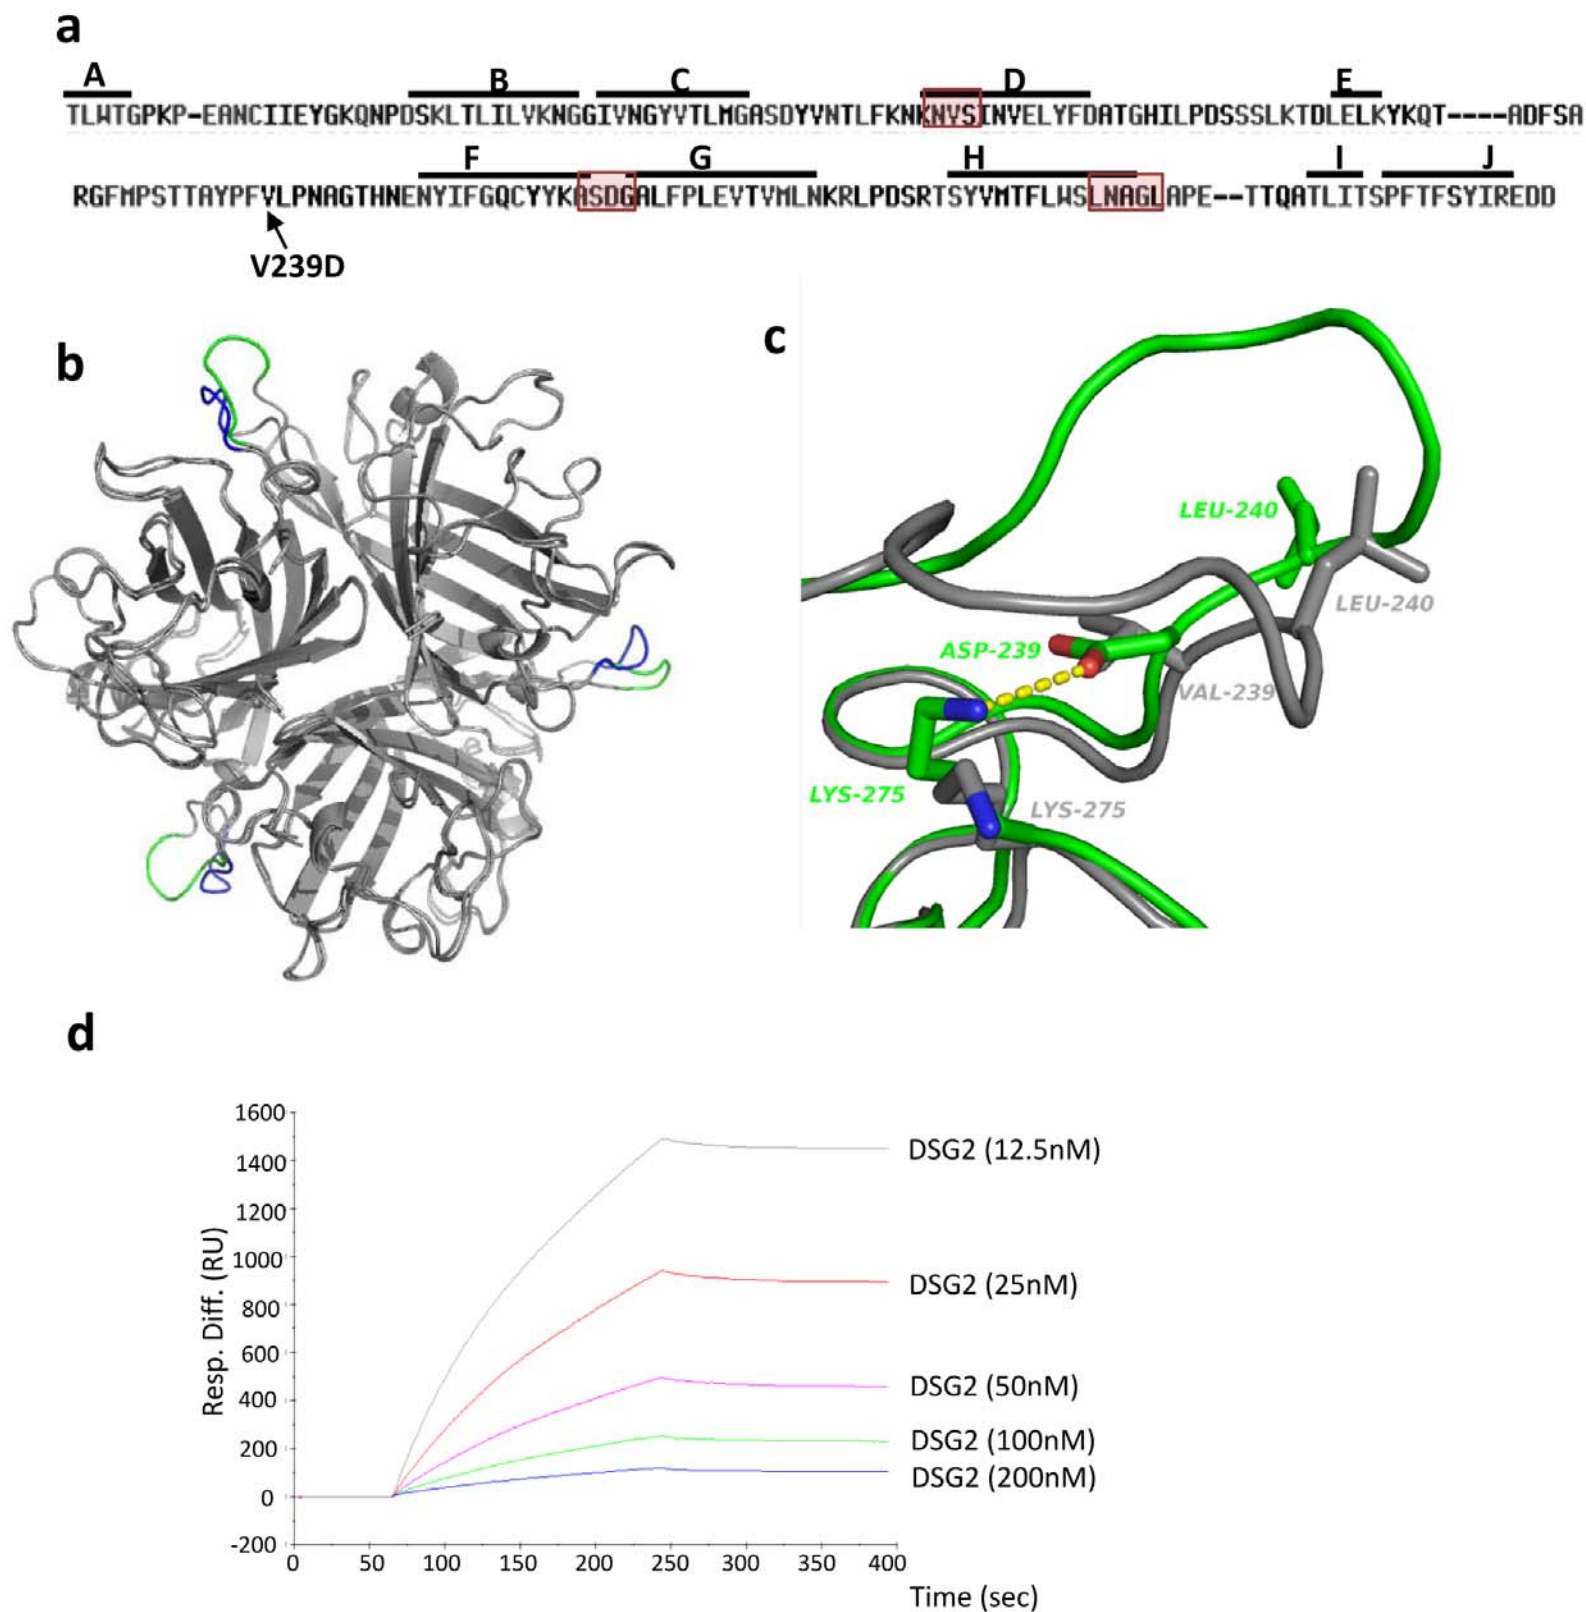 a
A B C D E
TLWTGPKP-EANCIIEYGKQNPDSKLTLILVKNGGIVNGYVTLMGASDYVNTLFKNKNVSINVELYFDATGHILPDSSSLKTDLELKYKQT----ADFSA
F G H I J
RGFMPSTTAYPFVLPNAGTHNENYIFGQCYYKASDGALFPLEVTVMLNKRLPDSRTSYVMTFLWSLNAGLAPE--TTQATLITSPFTFSYIREDD
V239D
b
c
LEU-240
LEU-240
ASP-239
VAL-239
LYS-275
LYS-275
d
Resp. Diff. (RU)
1600
1400
1200
1000
800
600
400
200
0
-200
DSG2 (12.5nM)
DSG2 (25nM)
DSG2 (50nM)
DSG2 (100nM)
DSG2 (200nM)
0 50 100 150 200 250 300 350 400
Time (sec)